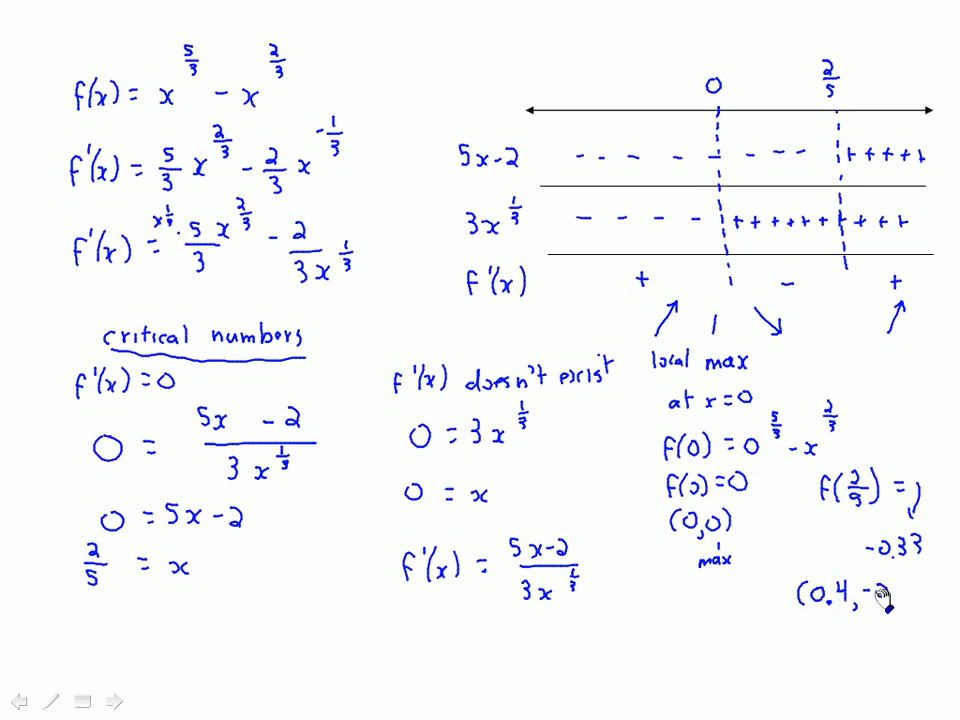 f(x) = x^(5/3) - x^(2/3)
f'(x) = 5/3 x^(2/3) - 2/3 x^(-1/3)
f'(x) = x^(1/3) · 5x^(2/3)/3 - 2/(3x^(1/3))
critical numbers
f'(x) = 0
0 = (5x - 2)/(3x^(1/3))
0 = 5x - 2
2/5 = x
f'(x) doesn't exist
0 = 3x^(1/3)
0 = x
f'(x) = (5x-2)/(3x^(1/3))
0 2/5
5x-2 - - - - - - - - + + + + +
3x^(1/3) - - - - + + + + + + + + + + +
f'(x) + - +
local max
at x = 0
f(0) = 0^(5/3) - x^(2/3)
f(0) = 0
(0,0)
max
f(2/5) =
-0.33
(0.4, -